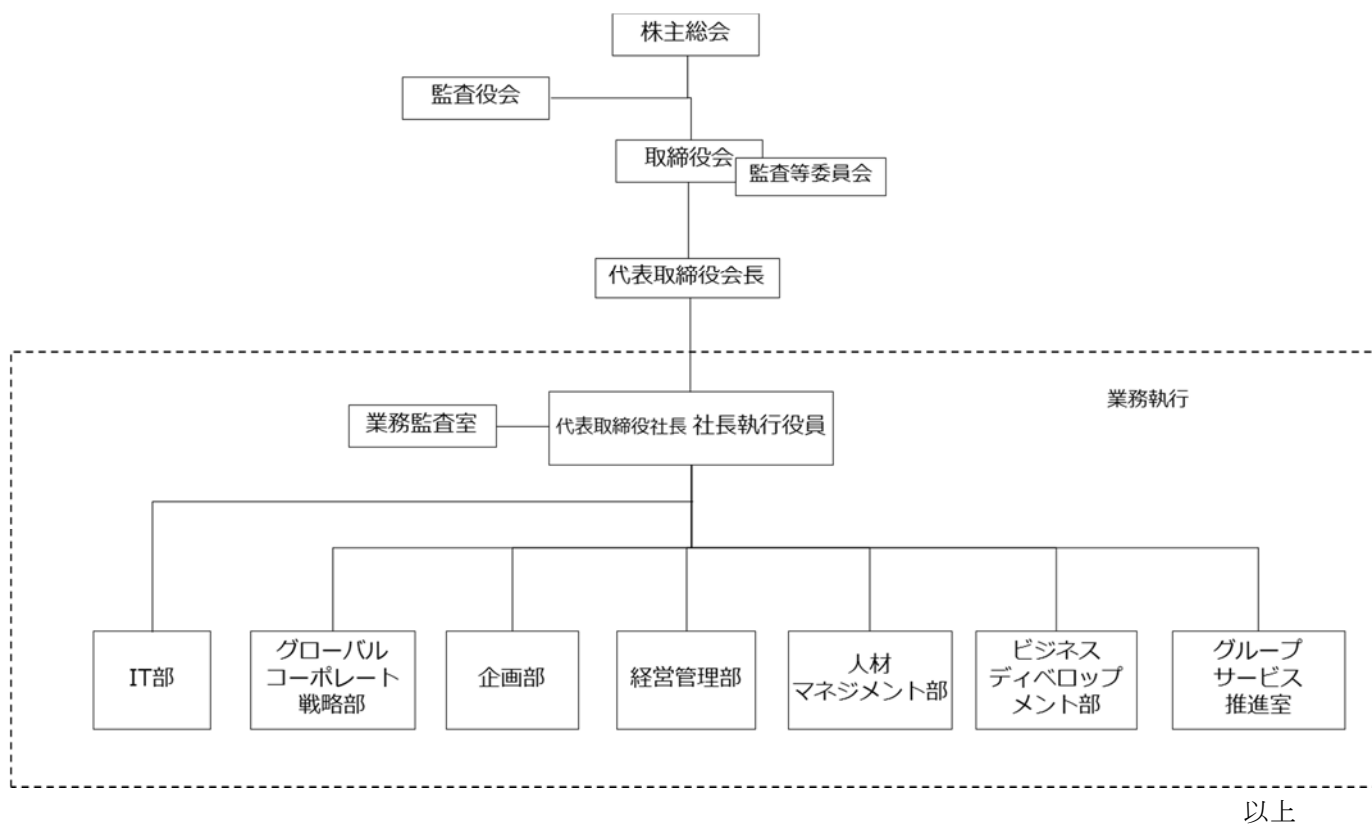 株主総会
監査役会
取締役会
監査等委員会
代表取締役会長
業務執行
業務監査室
代表取締役社長 社長執行役員
IT部
グローバル
コーポレート
戦略部
企画部
経営管理部
人材
マネジメント部
ビジネス
ディベロップ
メント部
グループ
サービス
推進室
以上